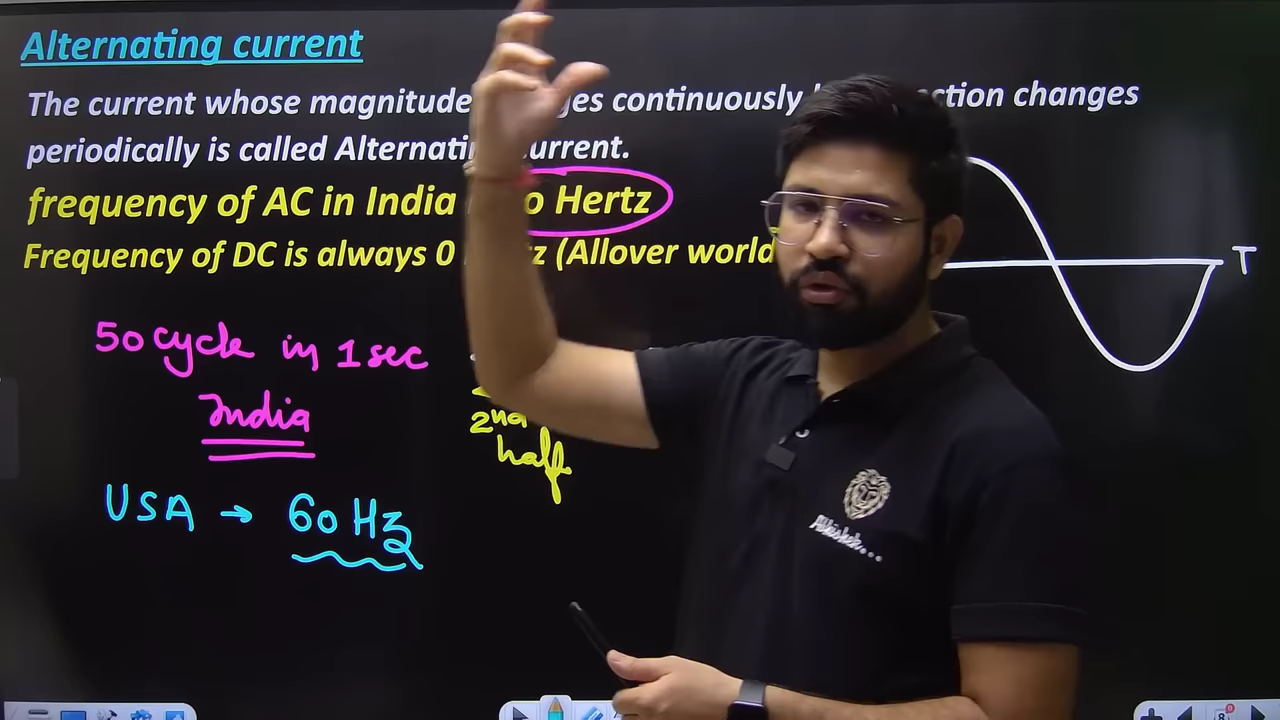 Alternating current
The current whose magnitude ges continuously ction changes
periodically is called Alternati urrent.
frequency of AC in India o Hertz
Frequency of DC is always 0 z (Allover world
T
50 cycle in 1 sec
India
2nd
half
USA → 60 Hz
Abhishek...
8